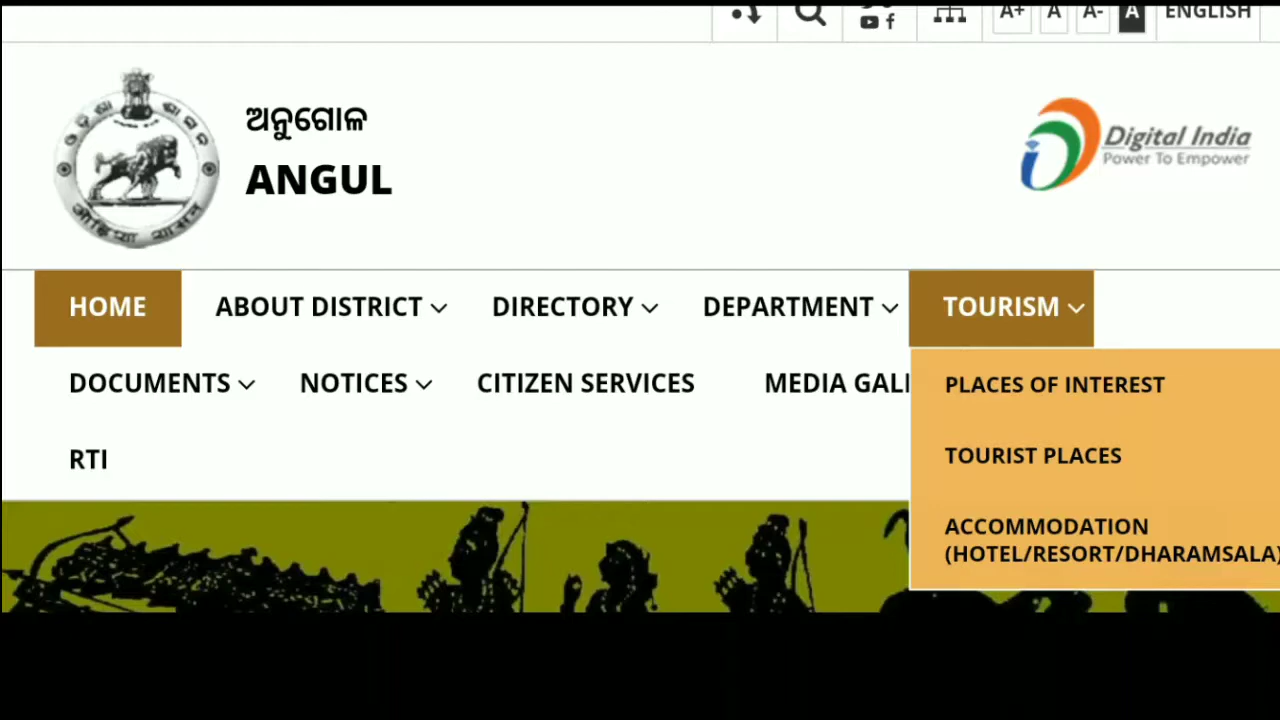 A+ A A- A ENGLISH
ଅନୁଗୋଳ
ANGUL
Digital India
Power To Empower
HOME ABOUT DISTRICT DIRECTORY DEPARTMENT TOURISM
DOCUMENTS NOTICES CITIZEN SERVICES MEDIA GALL
PLACES OF INTEREST
TOURIST PLACES
RTI
ACCOMMODATION
(HOTEL/RESORT/DHARAMSALA)